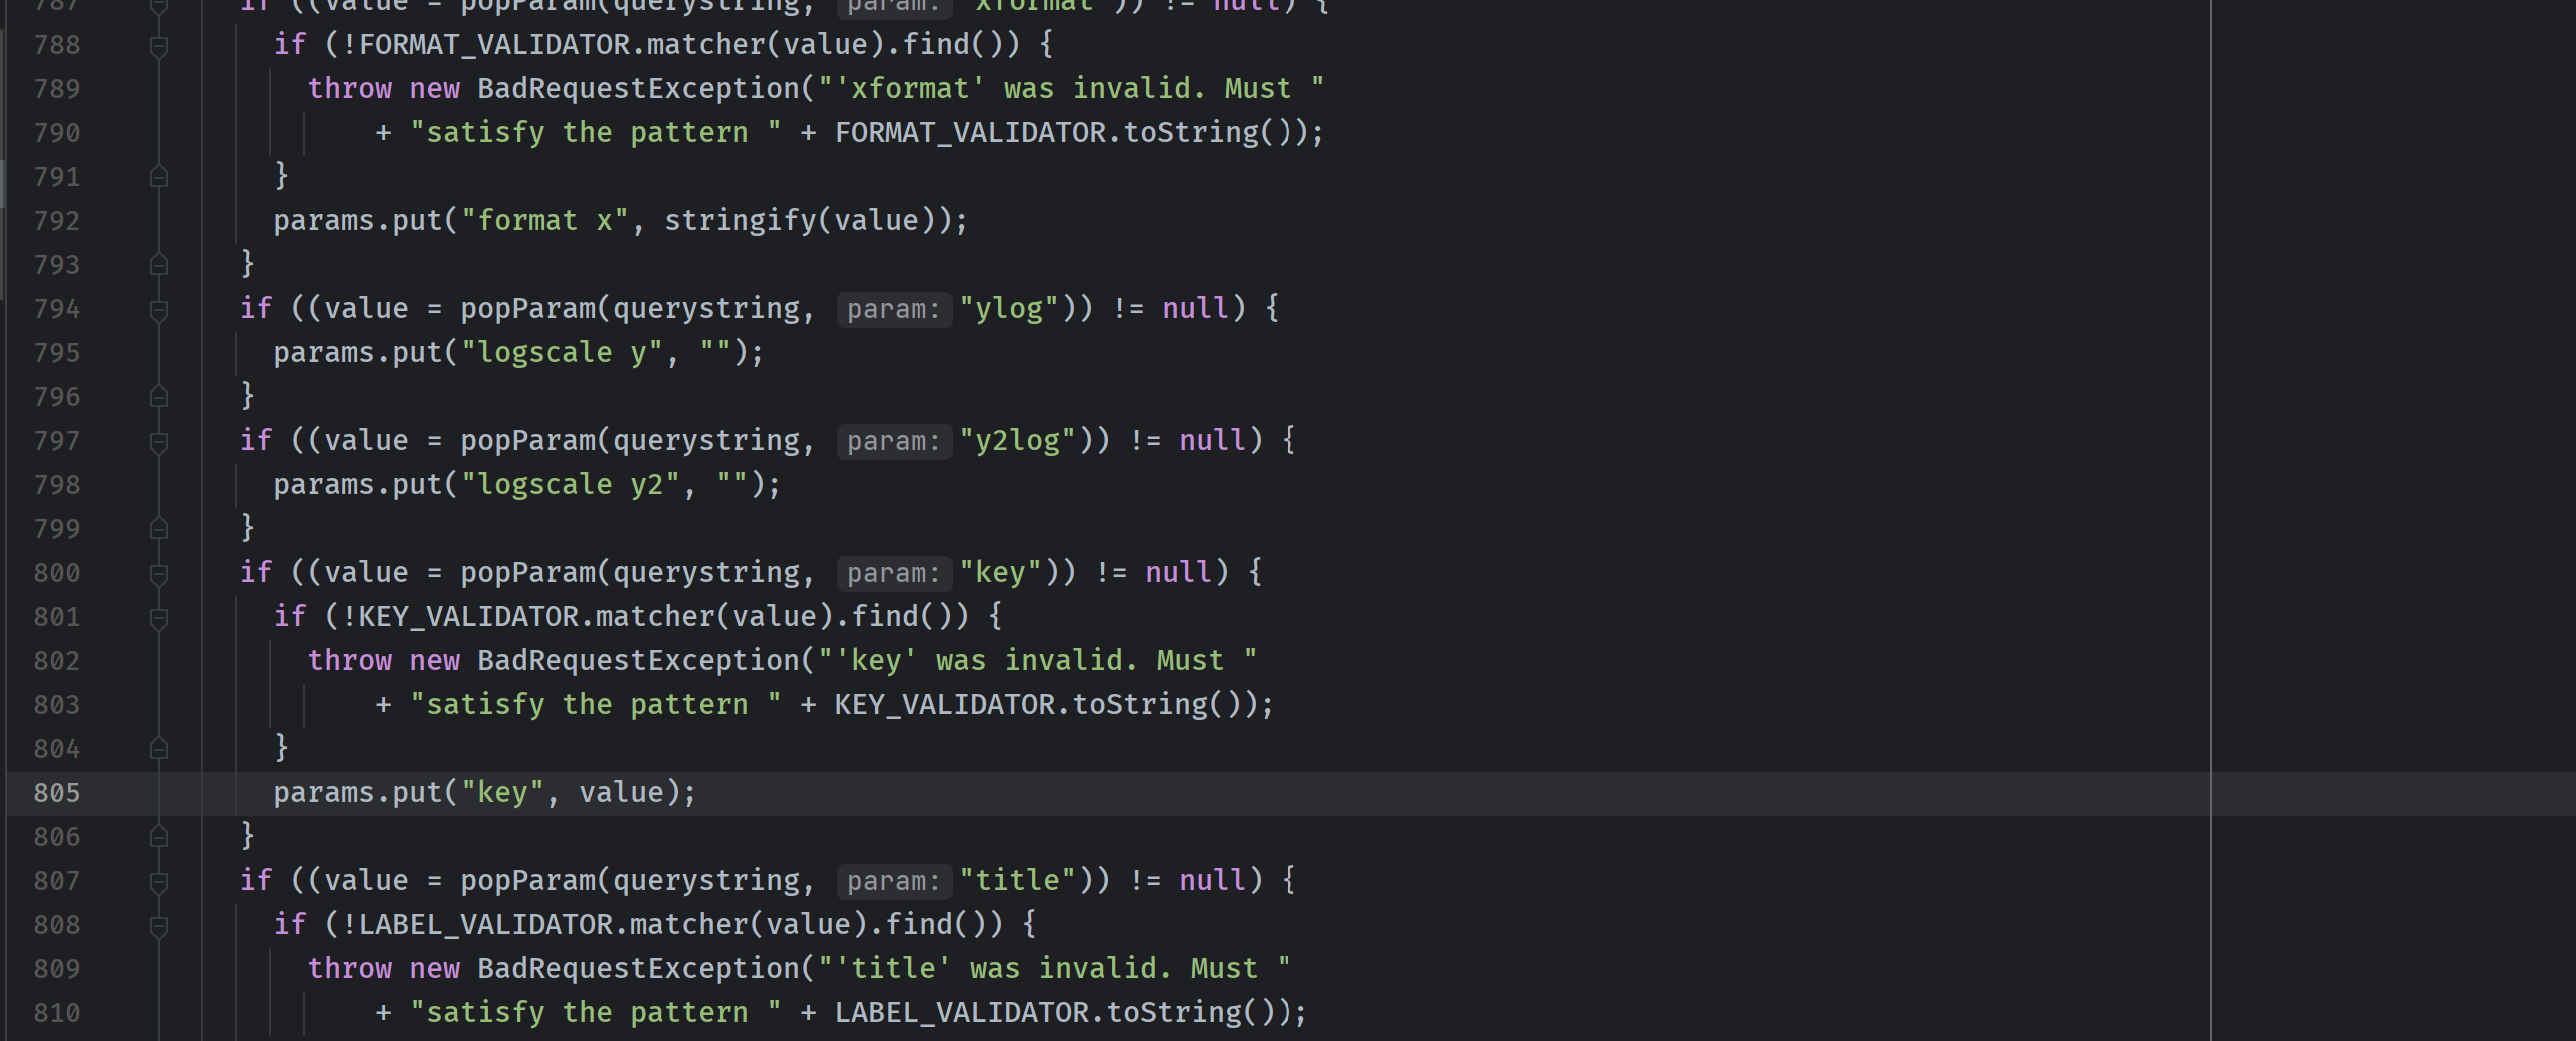 787 if ((value = popParam(querystring, param: "xformat")) != null) {
788 if (!FORMAT_VALIDATOR.matcher(value).find()) {
789 throw new BadRequestException("'xformat' was invalid. Must "
790 + "satisfy the pattern " + FORMAT_VALIDATOR.toString());
791 }
792 params.put("format x", stringify(value));
793 }
794 if ((value = popParam(querystring, param: "ylog")) != null) {
795 params.put("logscale y", "");
796 }
797 if ((value = popParam(querystring, param: "y2log")) != null) {
798 params.put("logscale y2", "");
799 }
800 if ((value = popParam(querystring, param: "key")) != null) {
801 if (!KEY_VALIDATOR.matcher(value).find()) {
802 throw new BadRequestException("'key' was invalid. Must "
803 + "satisfy the pattern " + KEY_VALIDATOR.toString());
804 }
805 params.put("key", value);
806 }
807 if ((value = popParam(querystring, param: "title")) != null) {
808 if (!LABEL_VALIDATOR.matcher(value).find()) {
809 throw new BadRequestException("'title' was invalid. Must "
810 + "satisfy the pattern " + LABEL_VALIDATOR.toString());